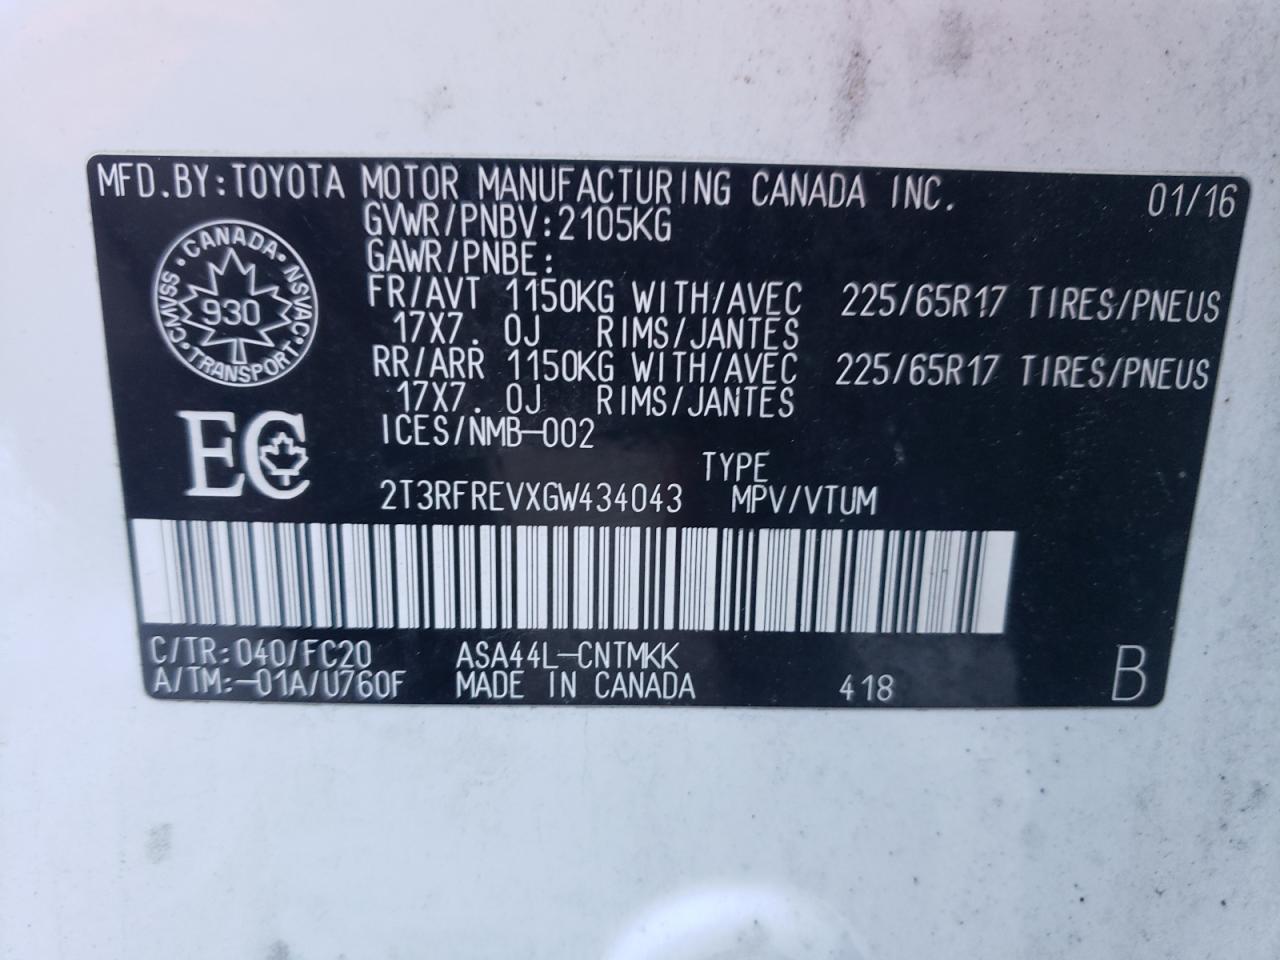 MFD.BY:TOYOTA MOTOR MANUFACTURING CANADA INC. 01/16
GVWR/PNBV:2105KG
GAWR/PNBE:
FR/AVT 1150KG WITH/AVEC 225/65R17 TIRES/PNEUS
17X7. 0J RIMS/JANTES
RR/ARR 1150KG WITH/AVEC 225/65R17 TIRES/PNEUS
17X7. 0J RIMS/JANTES
ICES/NMB-002
CANADA
CMVSS 930 NSVAC
TRANSPORT
EC
TYPE
2T3RFREVXGW434043 MPV/VTUM
C/TR:040/FC20 ASA44L-CNTMKK
A/TM:-01A/U760F MADE IN CANADA 418 B